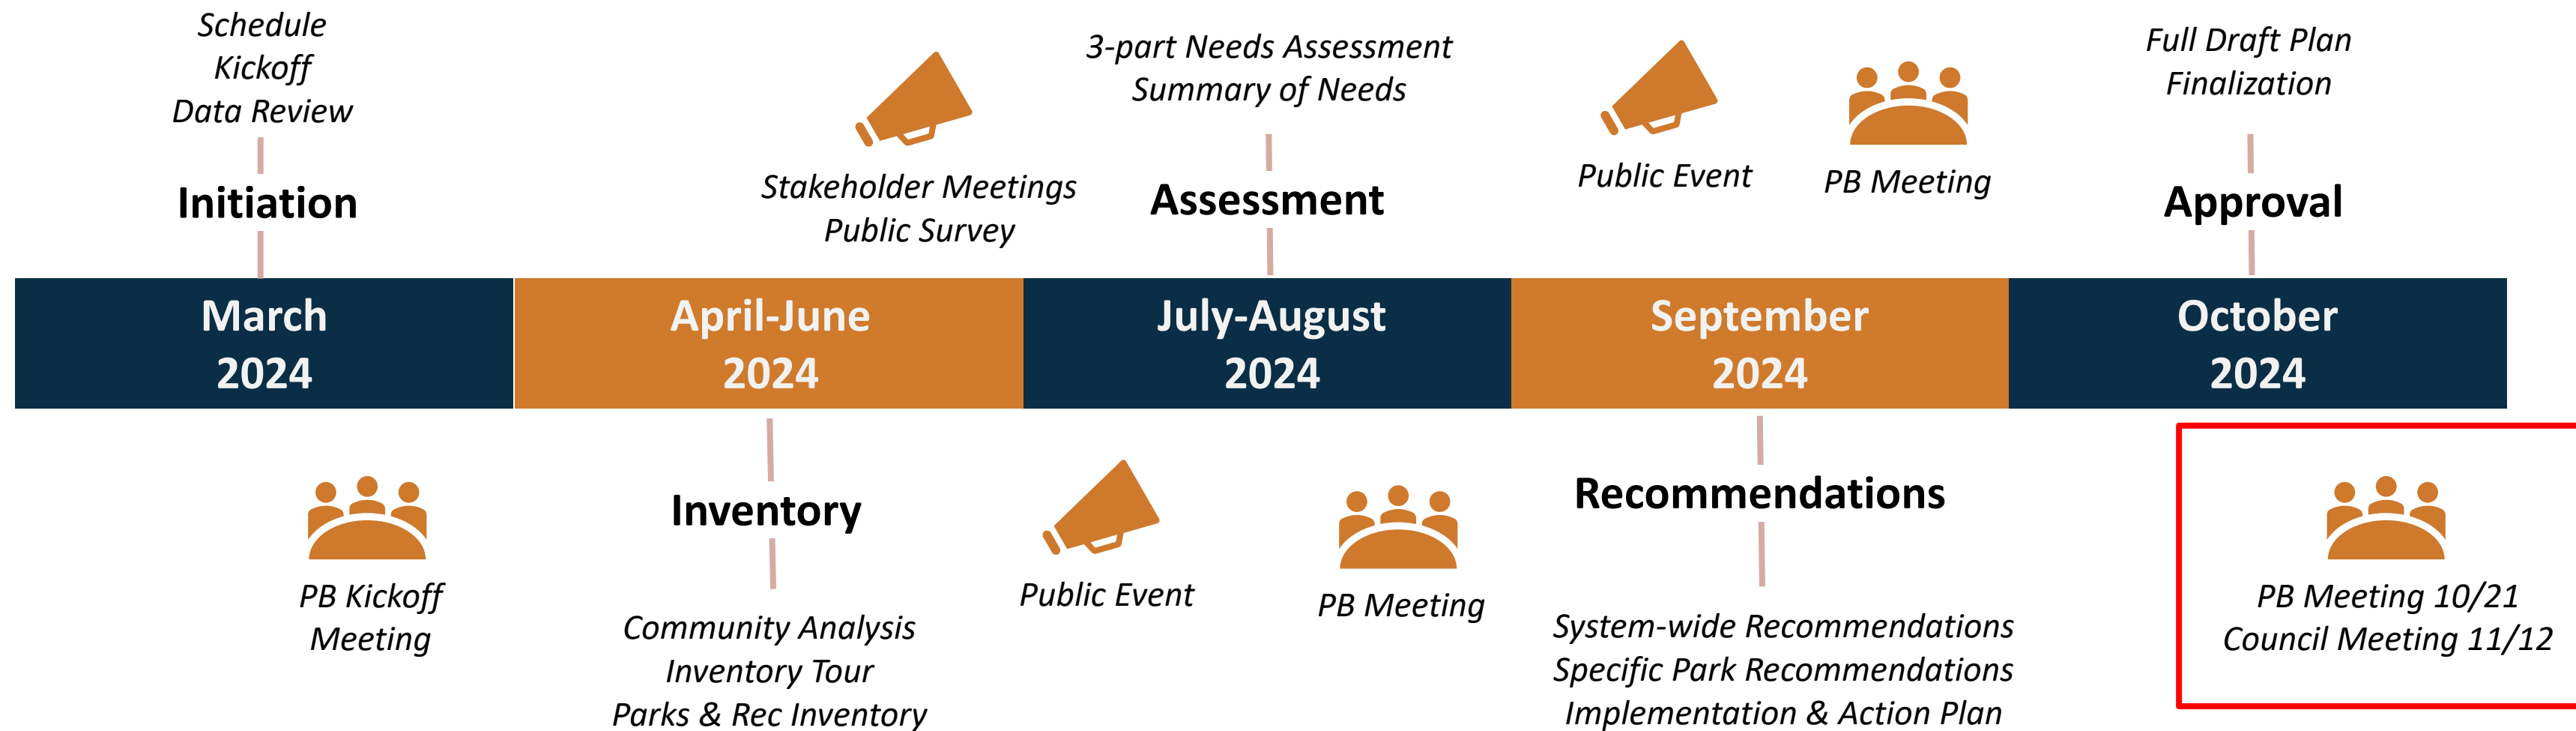 Schedule
Kickoff
Data Review
Initiation
March
2024
PB Kickoff
Meeting
Stakeholder Meetings
Public Survey
April-June
2024
Inventory
Community Analysis
Inventory Tour
Parks & Rec Inventory
3-part Needs Assessment
Summary of Needs
Assessment
July-August
2024
Public Event
PB Meeting
Public Event
PB Meeting
September
2024
Recommendations
System-wide Recommendations
Specific Park Recommendations
Implementation & Action Plan
Full Draft Plan
Finalization
Approval
October
2024
PB Meeting 10/21
Council Meeting 11/12